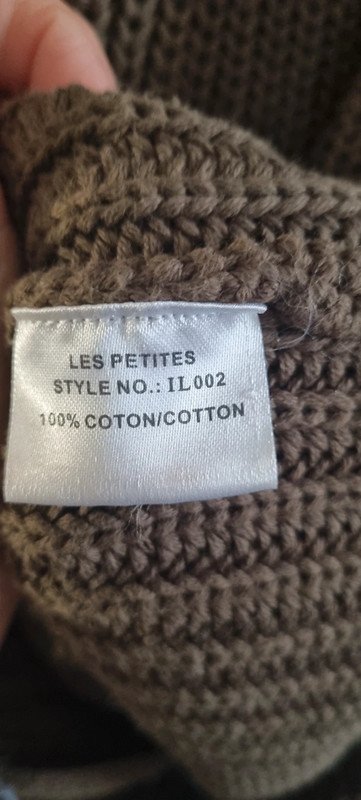 LES PETITES
STYLE NO.: IL002
100% COTON/COTTON